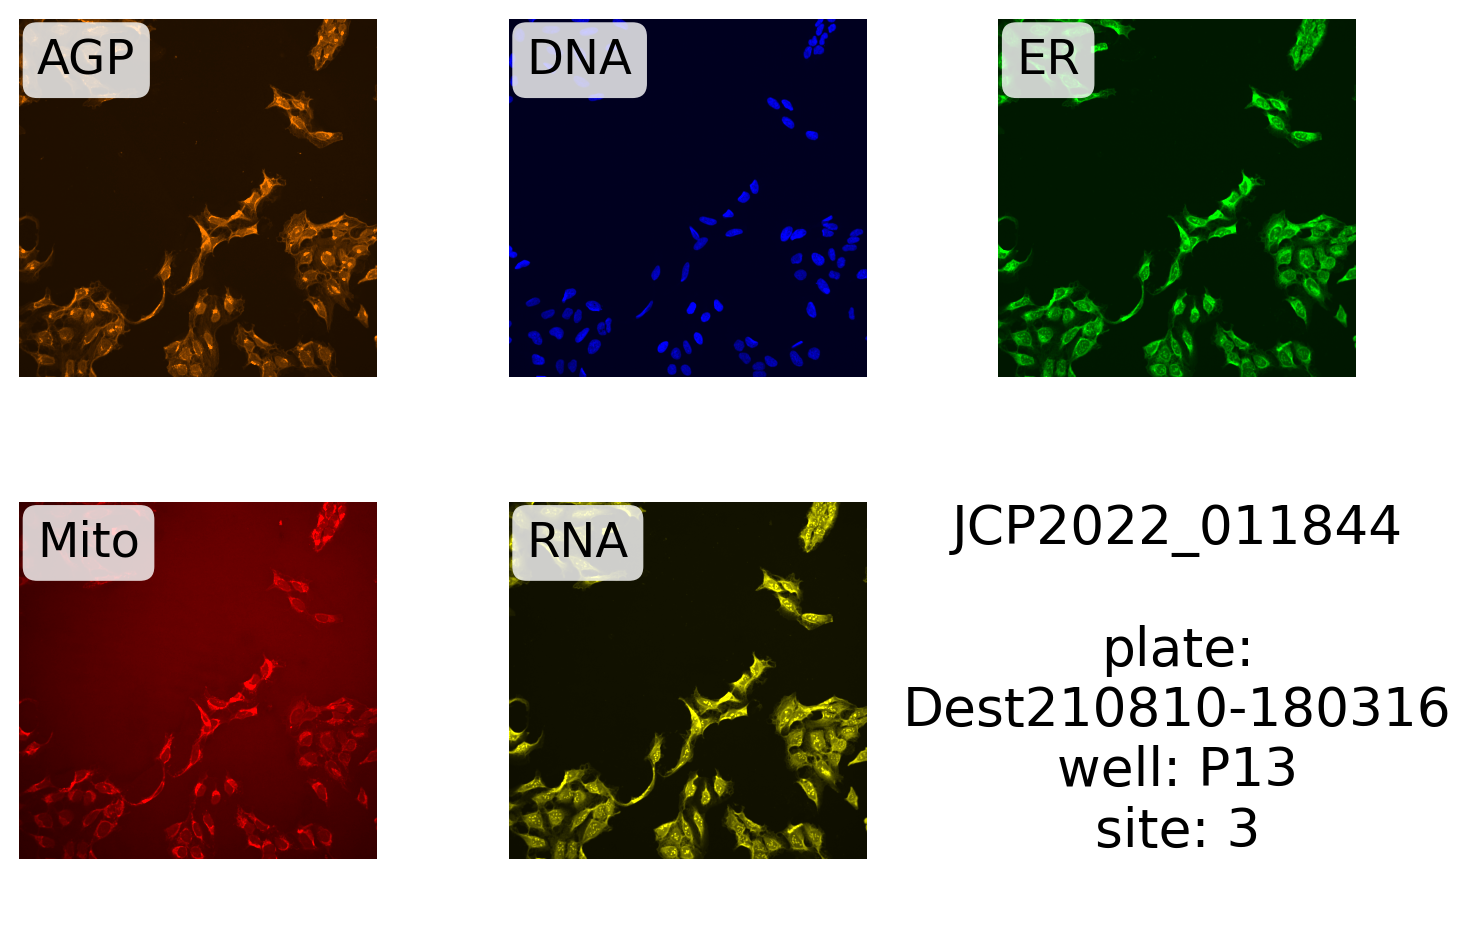 AGP
DNA
ER
Mito
RNA
JCP2022_011844
plate:
Dest210810-180316
well: P13
site: 3